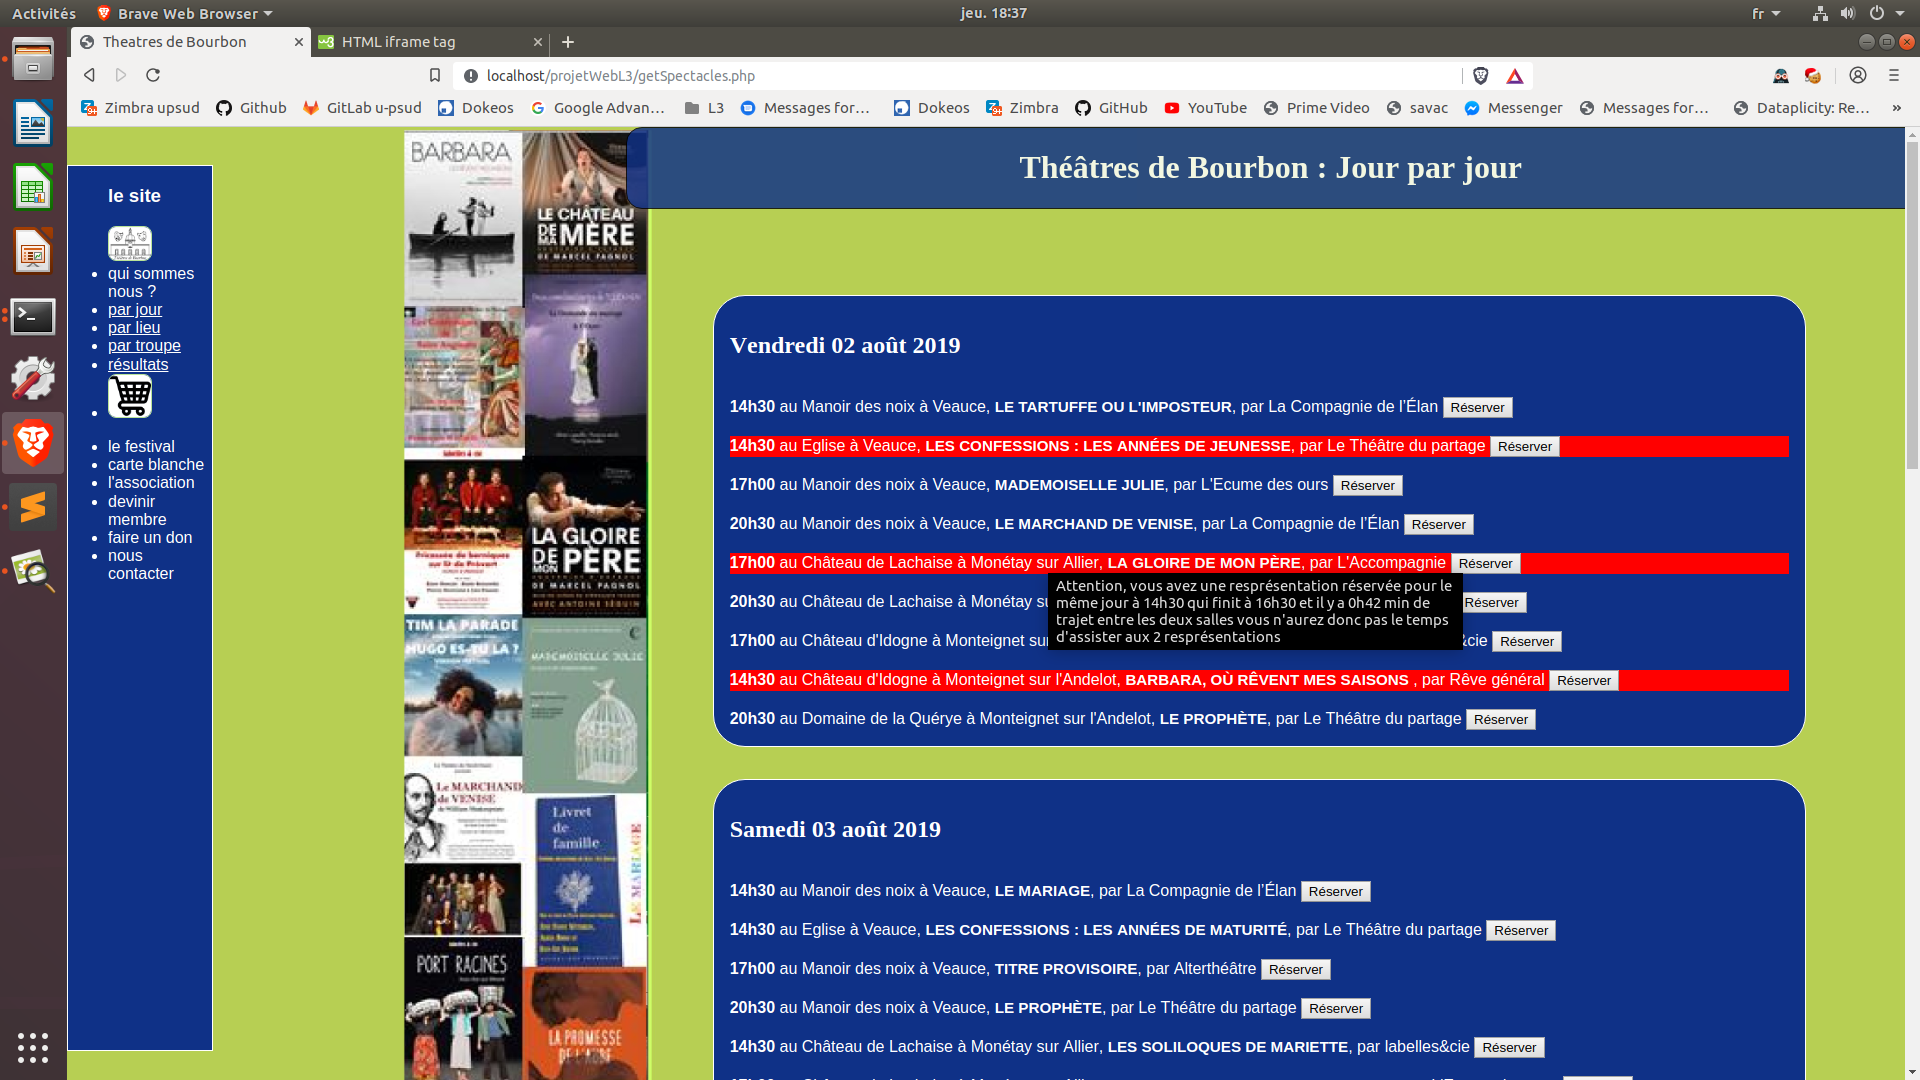 Activités
Brave Web Browser
jeu. 18:37
fr
Theatres de Bourbon
HTML iframe tag
localhost/projetWebL3/getSpectacles.php
Zimbra upsud
Github
GitLab u-psud
Dokeos
Google Advan…
L3
Messages for…
Dokeos
Zimbra
GitHub
YouTube
Prime Video
savac
Messenger
Messages for…
Dataplicity: Re…
»
Théâtres de Bourbon : Jour par jour
le site
qui sommes
nous ?
par jour
par lieu
par troupe
résultats
le festival
carte blanche
l'association
devinir
membre
faire un don
nous
contacter
BARBARA
LE CHÂTEAU
DE MA MÈRE
DE MARCEL PAGNOL
LA GLOIRE
DE MON PÈRE
DE MARCEL PAGNOL
AVEC ANTOINE SÉGUIN
TIM LA PARADE
HUGO ES-TU LA ?
MADEMOISELLE JULIE
Le MARCHAND
de VENISE
Livret
de
famille
LE MARIAGE
PORT RACINES
LA PROMESSE
DE L'AUBE
Vendredi 02 août 2019
14h30 au Manoir des noix à Veauce, LE TARTUFFE OU L'IMPOSTEUR, par La Compagnie de l’Élan Réserver
14h30 au Eglise à Veauce, LES CONFESSIONS : LES ANNÉES DE JEUNESSE, par Le Théâtre du partage Réserver
17h00 au Manoir des noix à Veauce, MADEMOISELLE JULIE, par L'Ecume des ours Réserver
20h30 au Manoir des noix à Veauce, LE MARCHAND DE VENISE, par La Compagnie de l’Élan Réserver
17h00 au Château de Lachaise à Monétay sur Allier, LA GLOIRE DE MON PÈRE, par L'Accompagnie Réserver
20h30 au Château de Lachaise à Monétay su Réserver
17h00 au Château d'Idogne à Monteignet sur &cie Réserver
Attention, vous avez une resprésentation réservée pour le
même jour à 14h30 qui finit à 16h30 et il y a 0h42 min de
trajet entre les deux salles vous n'aurez donc pas le temps
d'assister aux 2 resprésentations
14h30 au Château d'Idogne à Monteignet sur l'Andelot, BARBARA, OÙ RÊVENT MES SAISONS , par Rêve général Réserver
20h30 au Domaine de la Quérye à Monteignet sur l'Andelot, LE PROPHÈTE, par Le Théâtre du partage Réserver
Samedi 03 août 2019
14h30 au Manoir des noix à Veauce, LE MARIAGE, par La Compagnie de l’Élan Réserver
14h30 au Eglise à Veauce, LES CONFESSIONS : LES ANNÉES DE MATURITÉ, par Le Théâtre du partage Réserver
17h00 au Manoir des noix à Veauce, TITRE PROVISOIRE, par Alterthéâtre Réserver
20h30 au Manoir des noix à Veauce, LE PROPHÈTE, par Le Théâtre du partage Réserver
14h30 au Château de Lachaise à Monétay sur Allier, LES SOLILOQUES DE MARIETTE, par labelles&cie Réserver